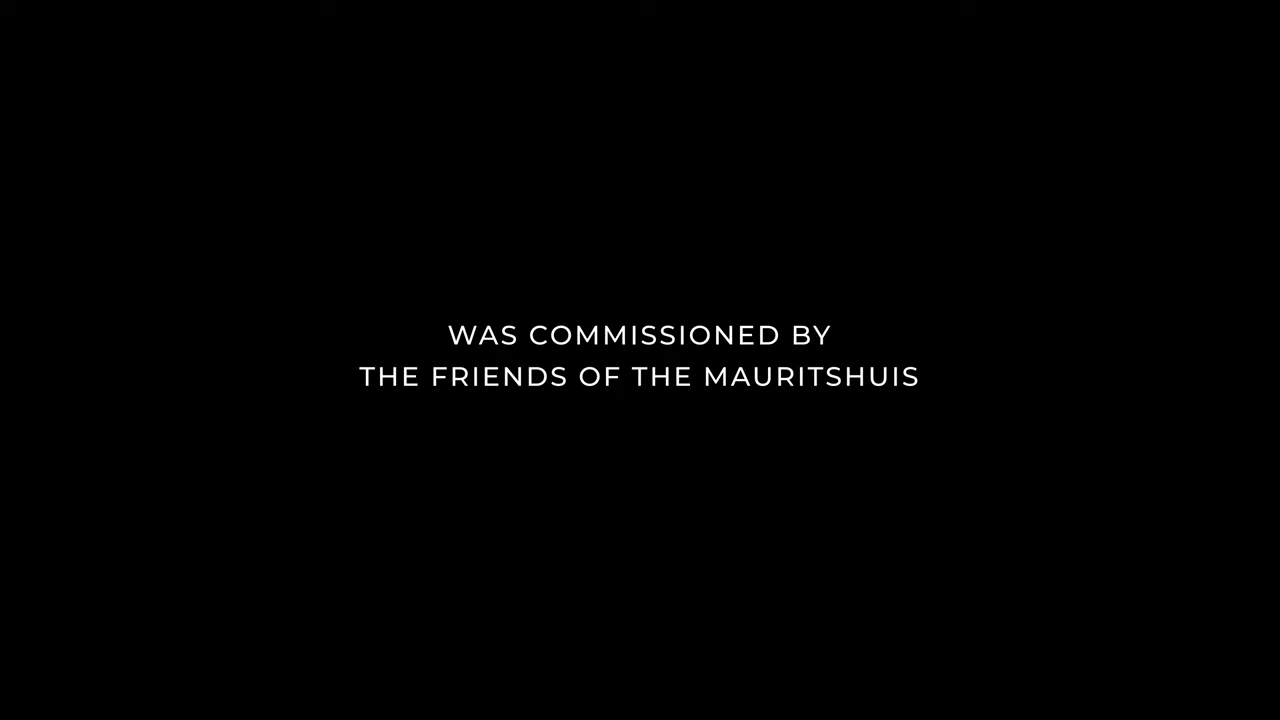 WAS COMMISSIONED BY
THE FRIENDS OF THE MAURITSHUIS